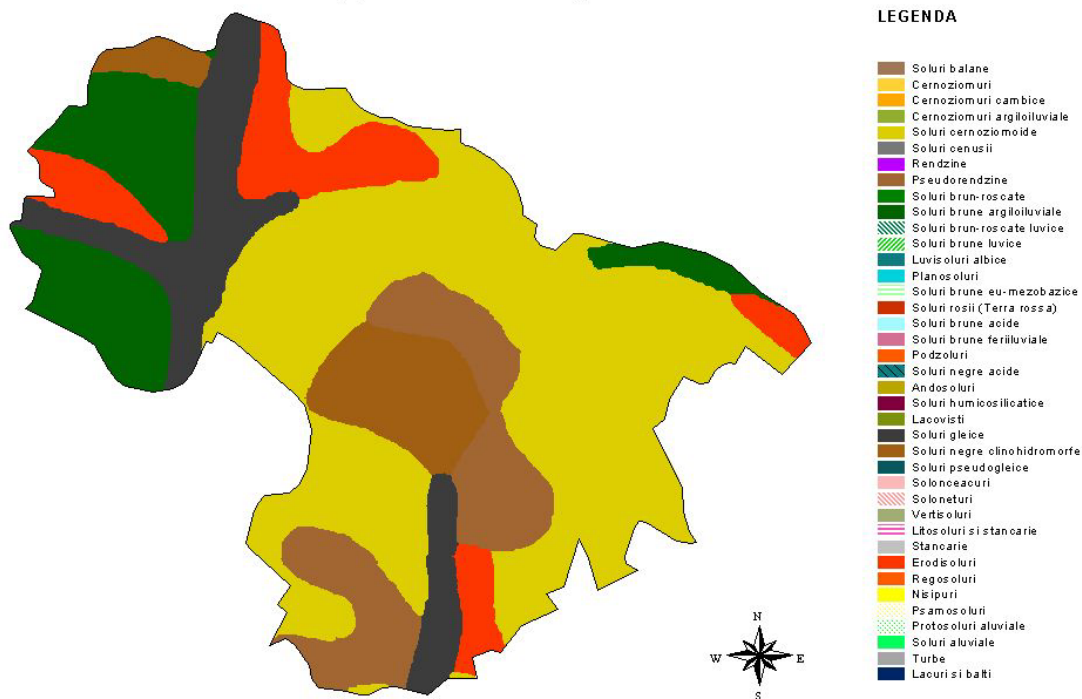 LEGENDA
Soluri balane
Cernoziomuri
Cernoziomuri cambice
Cernoziomuri argiloiluviale
Soluri cernoziomoide
Soluri cenusii
Rendzine
Pseudorendzine
Soluri brun-roscate
Soluri brune argiloiluviale
Soluri brun-roscate luvice
Soluri brune luvice
Luvisoluri albice
Planosoluri
Soluri brune eu-mezobazice
Soluri rosii (Terra rossa)
Soluri brune acide
Soluri brune feriiluviale
Podzoluri
Soluri negre acide
Andosoluri
Soluri humicosilicatice
Lacovisti
Soluri gleice
Soluri negre clinohidromorfe
Soluri pseudogleice
Solonceacuri
Soloneturi
Vertisoluri
Litosoluri si stancarie
Stancarie
Erodisoluri
Regosoluri
Nisipuri
Psamosoluri
Protosoluri aluviale
Soluri aluviale
Turbe
Lacuri si balti
N
W E
S